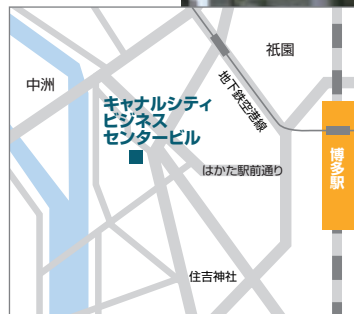 祇園
中洲
地下鉄空港線
キャナルシティ
ビジネス
センタービル
博多駅
はかた駅前通り
住吉神社